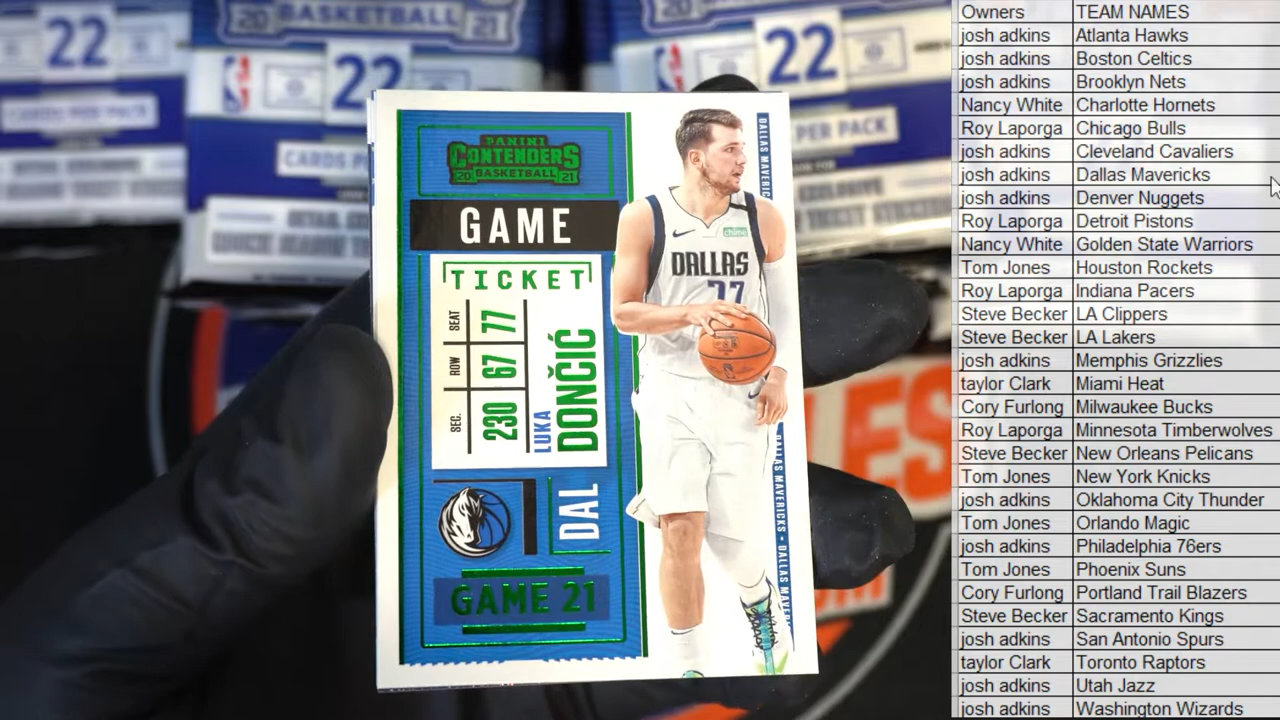 20 BASKETBALL 21
22
22
22
CARDS P
PER PACK
PANINI
CONTENDERS
20 BASKETBALL 21
GAME
TICKET
SEAT
77
ROW
67
SEC.
230
LUKA
DONČIĆ
DAL
GAME 21
DALLAS MAVERIC
DALLAS MAVERICKS • DALLAS MAVER
chime
DALLAS
77
Owners TEAM NAMES
josh adkins Atlanta Hawks
josh adkins Boston Celtics
josh adkins Brooklyn Nets
Nancy White Charlotte Hornets
Roy Laporga Chicago Bulls
josh adkins Cleveland Cavaliers
josh adkins Dallas Mavericks
josh adkins Denver Nuggets
Roy Laporga Detroit Pistons
Nancy White Golden State Warriors
Tom Jones Houston Rockets
Roy Laporga Indiana Pacers
Steve Becker LA Clippers
Steve Becker LA Lakers
josh adkins Memphis Grizzlies
taylor Clark Miami Heat
Cory Furlong Milwaukee Bucks
Roy Laporga Minnesota Timberwolves
Steve Becker New Orleans Pelicans
Tom Jones New York Knicks
josh adkins Oklahoma City Thunder
Tom Jones Orlando Magic
josh adkins Philadelphia 76ers
Tom Jones Phoenix Suns
Cory Furlong Portland Trail Blazers
Steve Becker Sacramento Kings
josh adkins San Antonio Spurs
taylor Clark Toronto Raptors
josh adkins Utah Jazz
josh adkins Washington Wizards